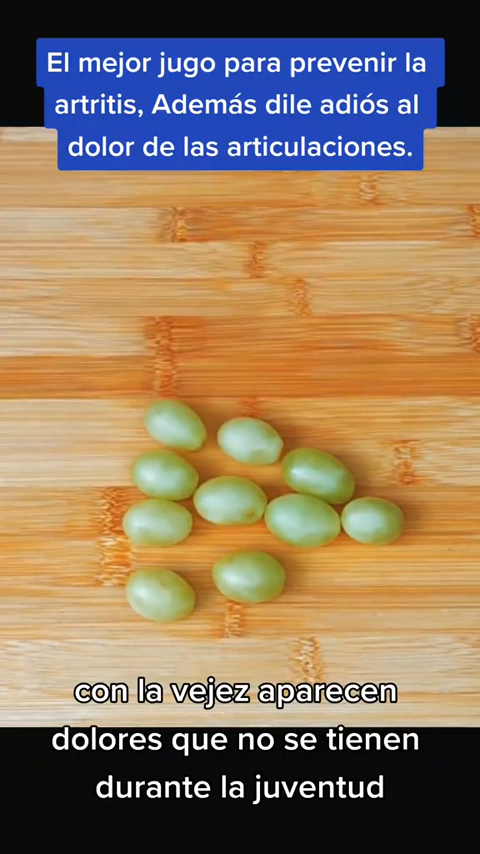 El mejor jugo para prevenir la
artritis, Además dile adiós al
dolor de las articulaciones.
con la vejez aparecen
dolores que no se tienen
durante la juventud